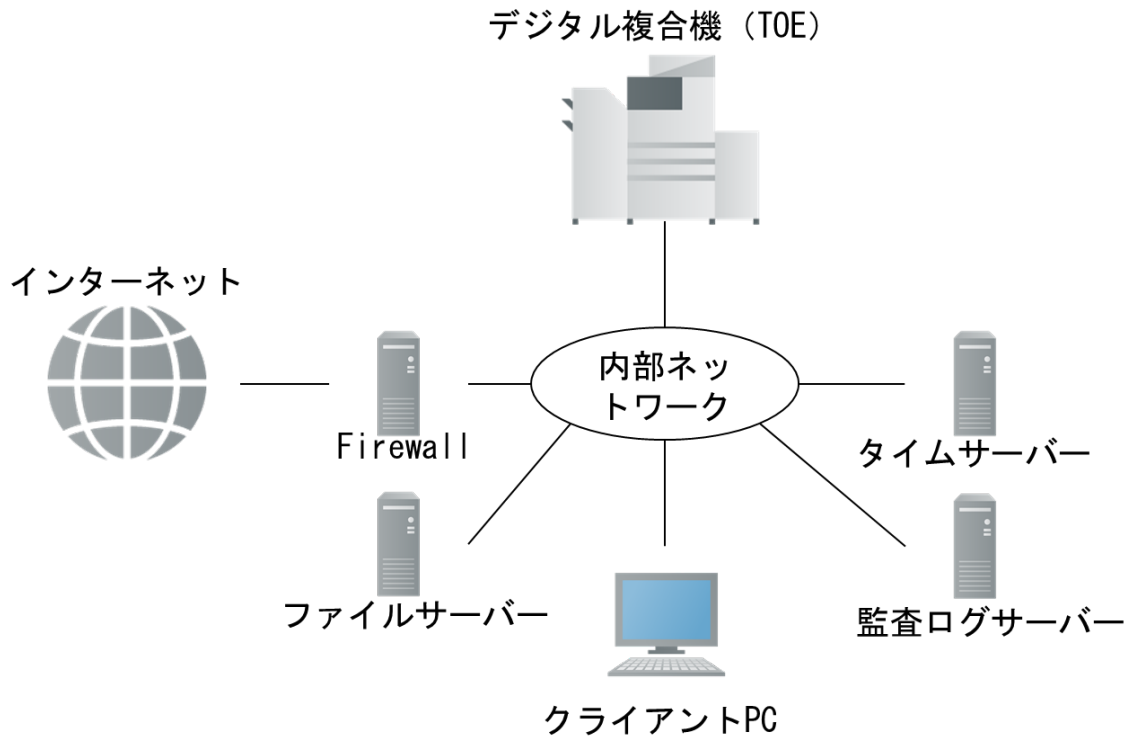 デジタル複合機（TOE）
インターネット
内部ネッ
トワーク
Firewall
タイムサーバー
ファイルサーバー
監査ログサーバー
クライアントPC